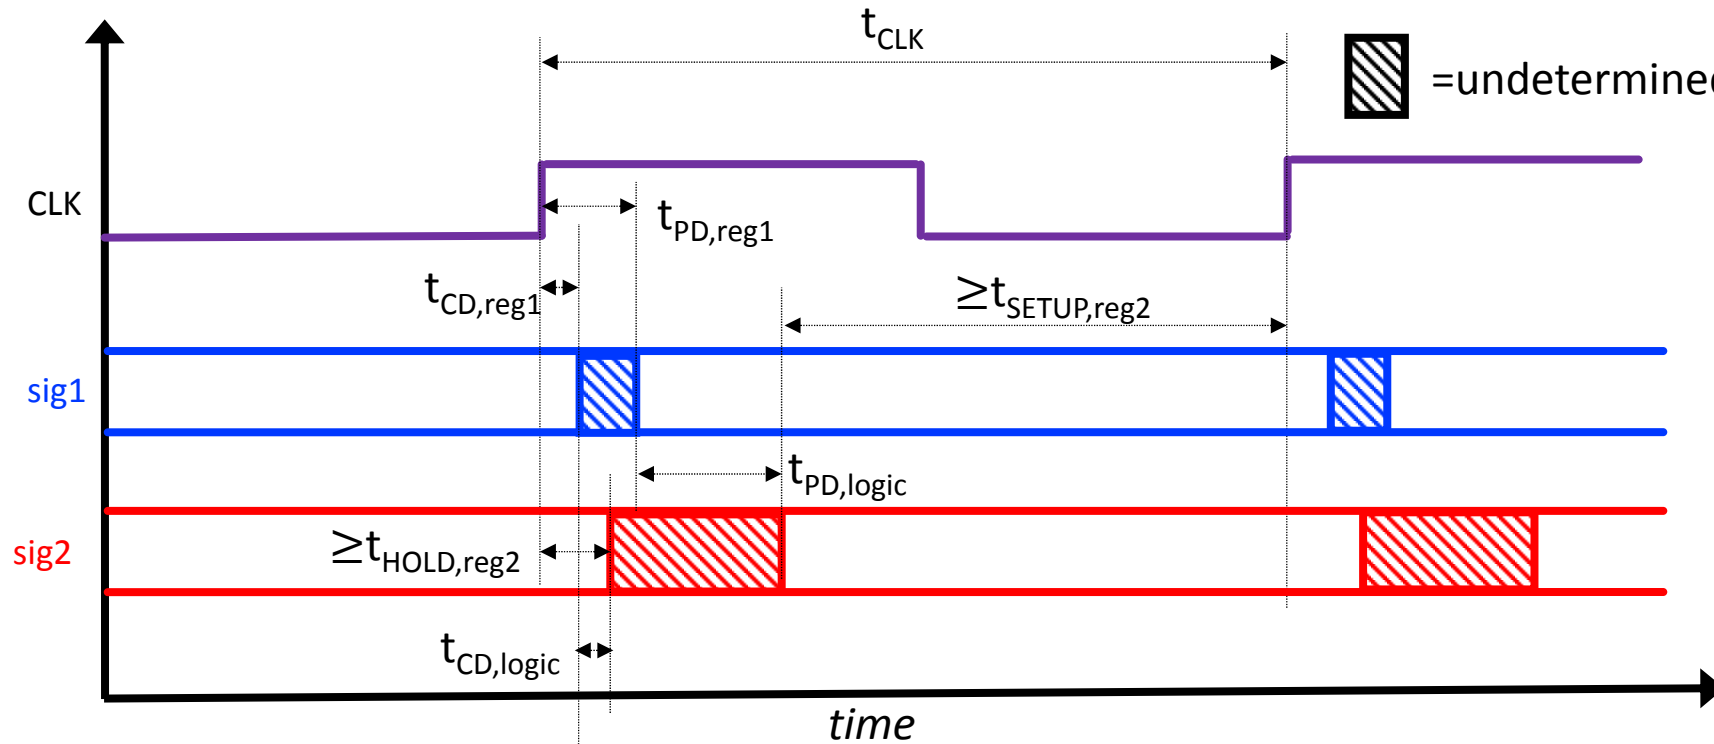 tCLK
=undetermined
CLK
tPD,reg1
tCD,reg1
≥tSETUP,reg2
sig1
tPD,logic
sig2
≥tHOLD,reg2
tCD,logic
time